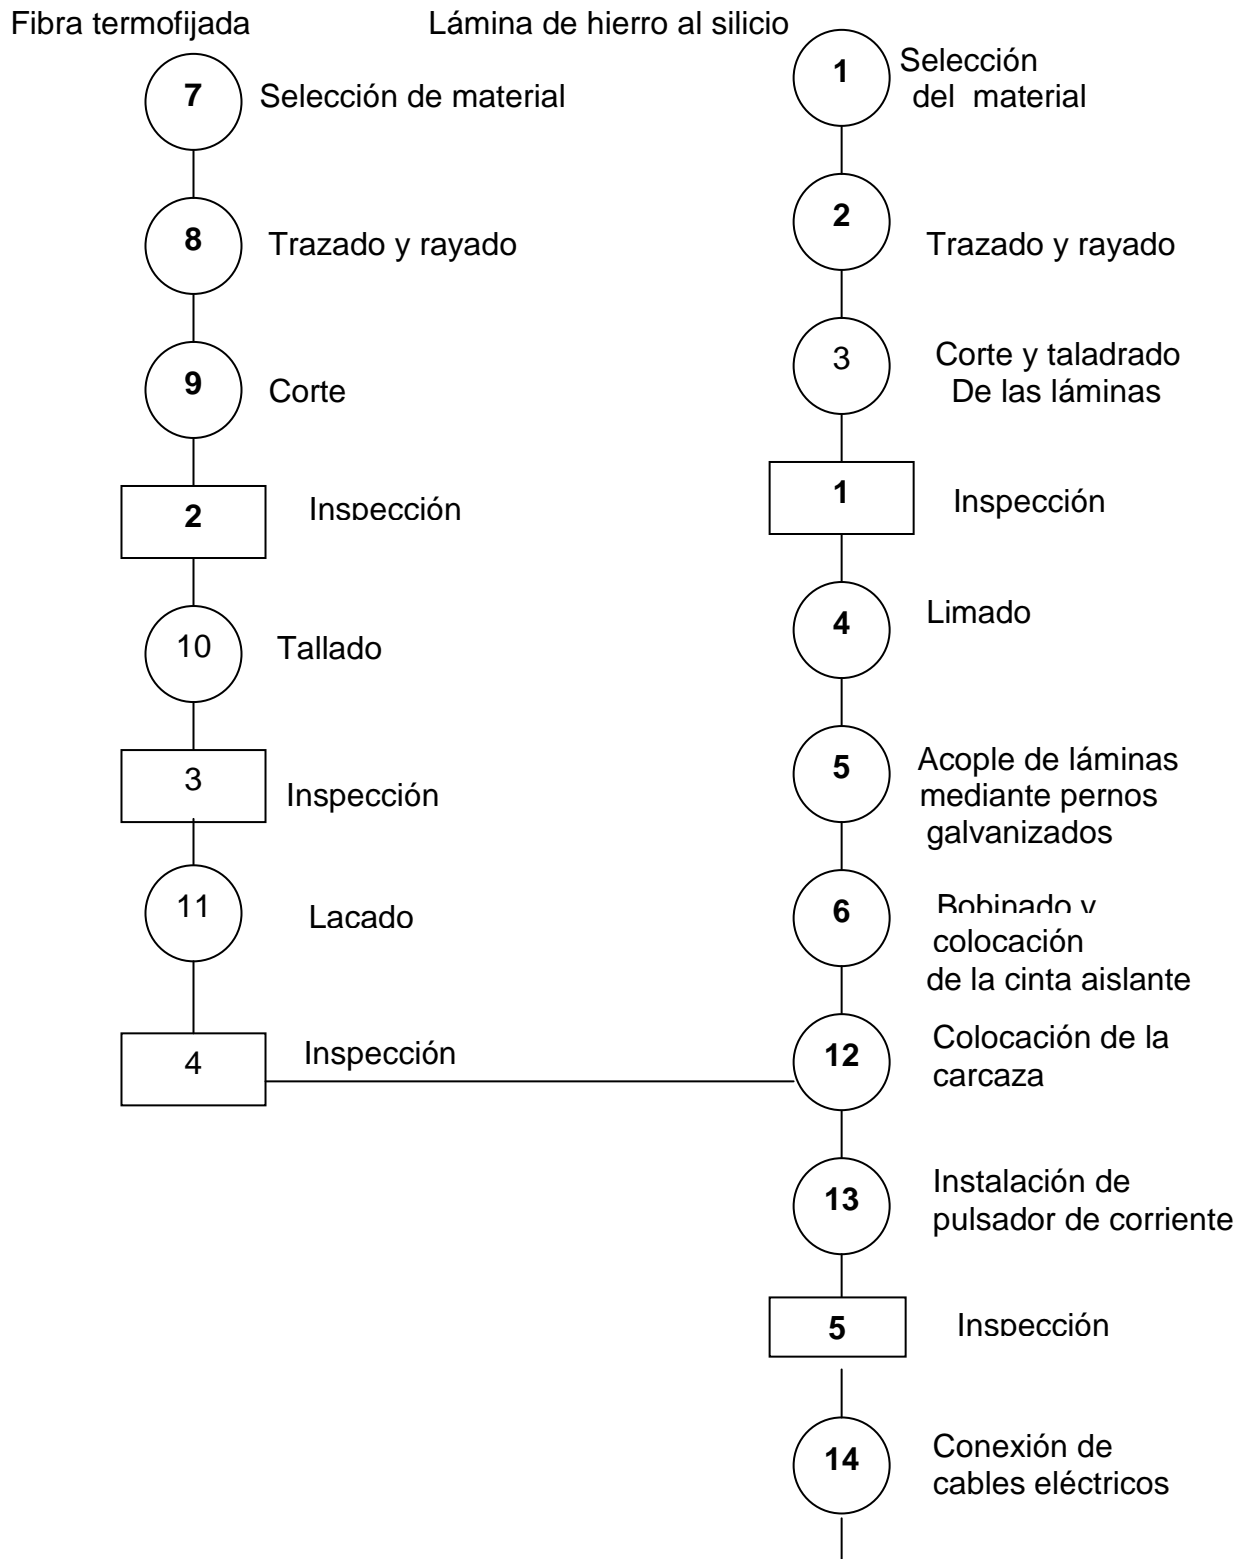 Fibra termofijada
7
Selección de material
8
Trazado y rayado
9
Corte
2
Inspección
10
Tallado
3
Inspección
11
Lacado
4
Inspección
Lámina de hierro al silicio
1
Selección
del material
2
Trazado y rayado
3
Corte y taladrado
De las láminas
1
Inspección
4
Limado
5
Acople de láminas
mediante pernos
galvanizados
6
Bobinado y
colocación
de la cinta aislante
12
Colocación de la
carcaza
13
Instalación de
pulsador de corriente
5
Inspección
14
Conexión de
cables eléctricos